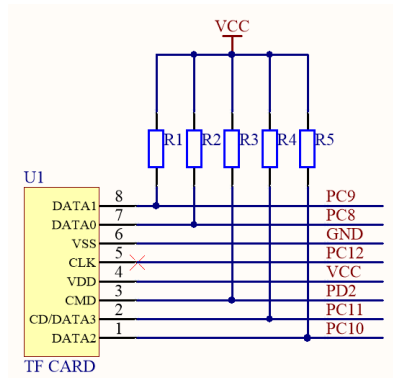 VCC
R1 R2 R3 R4 R5
U1
DATA1 8 PC9
DATA0 7 PC8
VSS 6 GND
CLK 5 PC12
VDD 4 VCC
CMD 3 PD2
CD/DATA3 2 PC11
DATA2 1 PC10
TF CARD